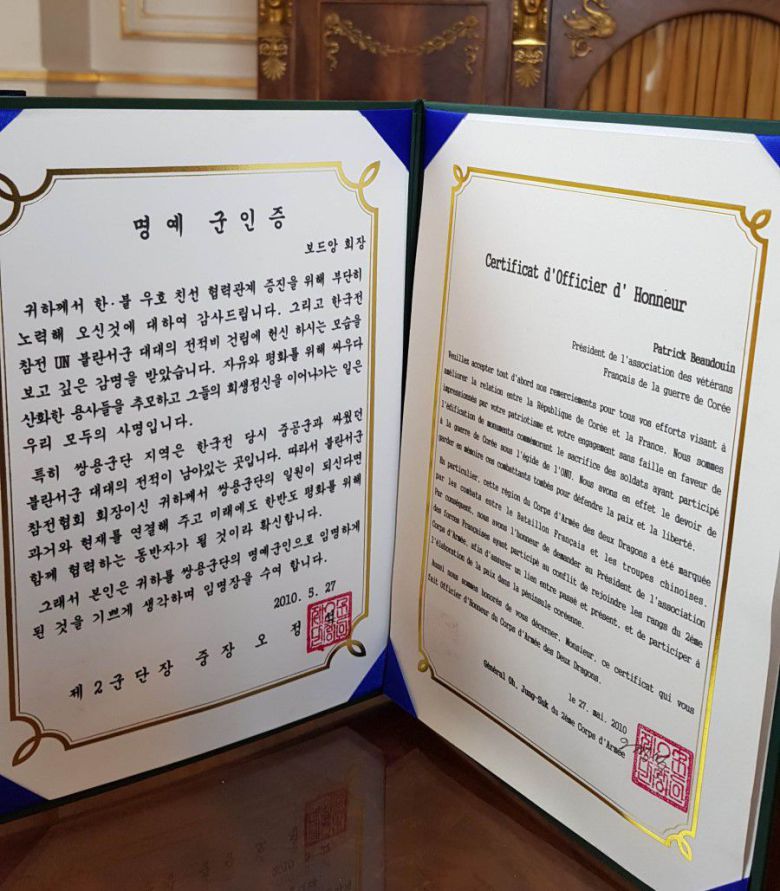 명예 군인증
보드앙 회장
귀하께서 한·불 우호 친선 협력관계 증진을 위해 부단히
노력해 오신것에 대하여 감사드립니다. 그리고 한국전
참전 UN 불란서군 대대의 전적비 건립에 헌신 하시는 모습을
보고 깊은 감명을 받았습니다. 자유와 평화를 위해 싸우다
산화한 용사들을 추모하고 그들의 희생정신을 이어나가는 일은
우리 모두의 사명입니다.
특히 쌍용군단 지역은 한국전 당시 중공군과 싸웠던
불란서군 대대의 전적이 남아있는 곳입니다. 따라서 불란서군
참전협회 회장이신 귀하께서 쌍용군단의 일원이 되신다면
과거와 현재를 연결해 주고 미래에도 한반도 평화를 위해
함께 협력하는 동반자가 될 것이라 확신합니다.
그래서 본인은 귀하를 쌍용군단의 명예군인으로 임명하게
된 것을 기쁘게 생각하며 임명장을 수여 합니다.
2010. 5. 27
제2군단장 중장 오 정 석
Certificat d'Officier d' Honneur
Patrick Beaudouin
Président de l'association des vétérans
Français de la guerre de Corée
Veuillez accepter tout d'abord nos remerciements pour tous vos efforts visant à
améliorer la relation entre la République de Corée et la France. Nous sommes
impressionnés par votre patriotisme et votre engagement sans faille en faveur de
l'édification de monuments commémorant le sacrifice des soldats ayant participé
à la guerre de Corée sous l'égide de l'ONU. Nous avons en effet le devoir de
garder en mémoire ces combattants tombés pour défendre la paix et la liberté.
En particulier, cette région du Corps d'Armée des deux Dragons a été marquée
par les combats entre le Bataillon Français et les troupes chinoises.
Par conséquent, nous avons l'honneur de demander au Président de l'association
des forces Françaises ayant participé au conflit de rejoindre les rangs du 2ème
Corps d'Armée, afin d'assurer un lien entre passé et présent, et de participer à
l'élaboration de la paix dans la péninsule coréenne.
Aussi nous sommes honorés de vous décerner, Monsieur, ce certificat qui vous
fait Officier d'Honneur du Corps d'Armée des Deux Dragons.
le 27. mai. 2010
Général Oh, Jung-Sok du 2ème Corps d'Armée